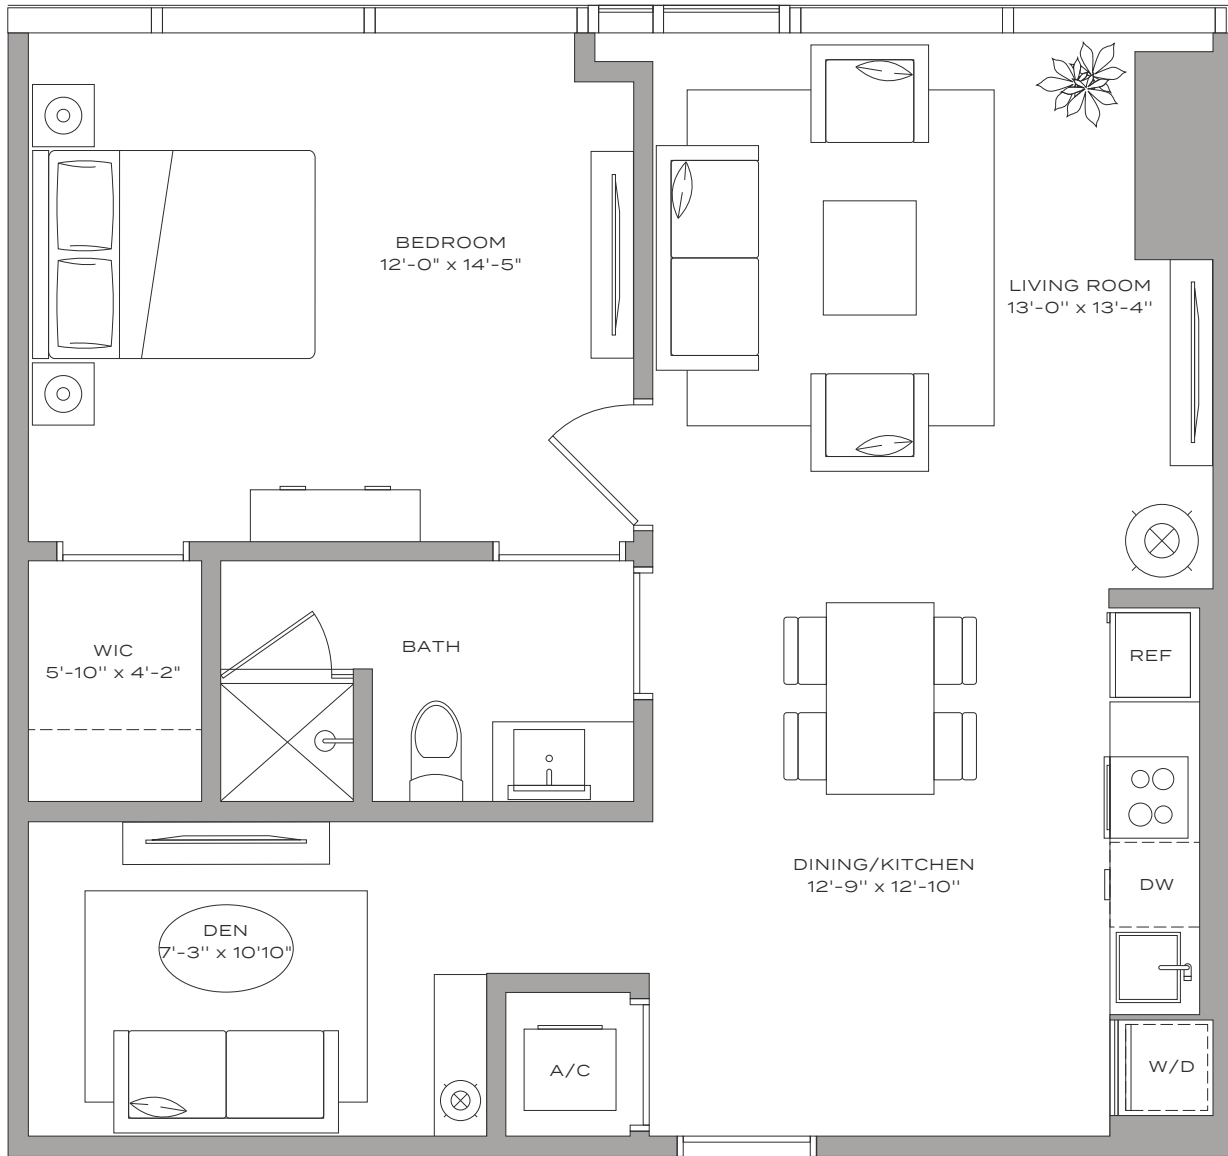 BEDROOM
12'-0" x 14'-5"
LIVING ROOM
13'-0'' x 13'-4''
WIC
5'-10'' x 4'-2"
BATH
REF
DINING/KITCHEN
12'-9'' x 12'-10''
DW
DEN
7'-3'' x 10'10"
A/C
W/D